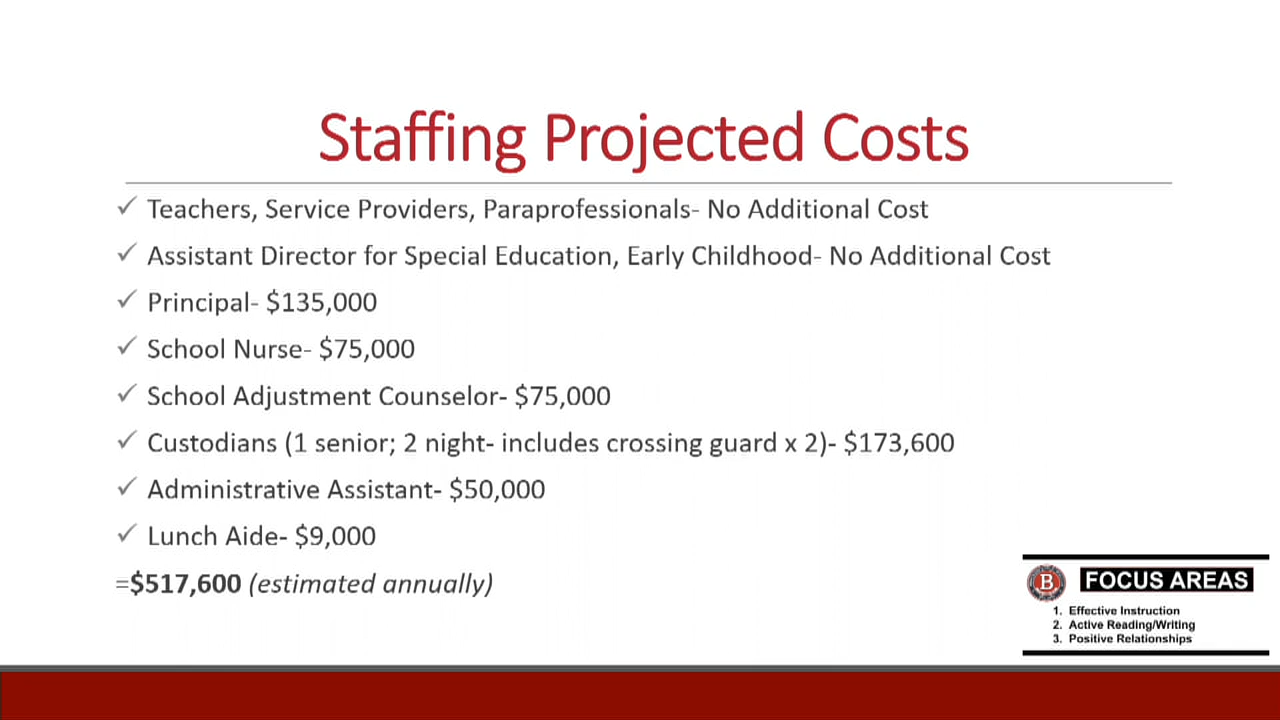 Staffing Projected Costs
✓ Teachers, Service Providers, Paraprofessionals- No Additional Cost
✓ Assistant Director for Special Education, Early Childhood- No Additional Cost
✓ Principal- $135,000
✓ School Nurse- $75,000
✓ School Adjustment Counselor- $75,000
✓ Custodians (1 senior; 2 night- includes crossing guard x 2)- $173,600
✓ Administrative Assistant- $50,000
✓ Lunch Aide- $9,000
=$517,600 (estimated annually)
B FOCUS AREAS
1. Effective Instruction
2. Active Reading/Writing
3. Positive Relationships